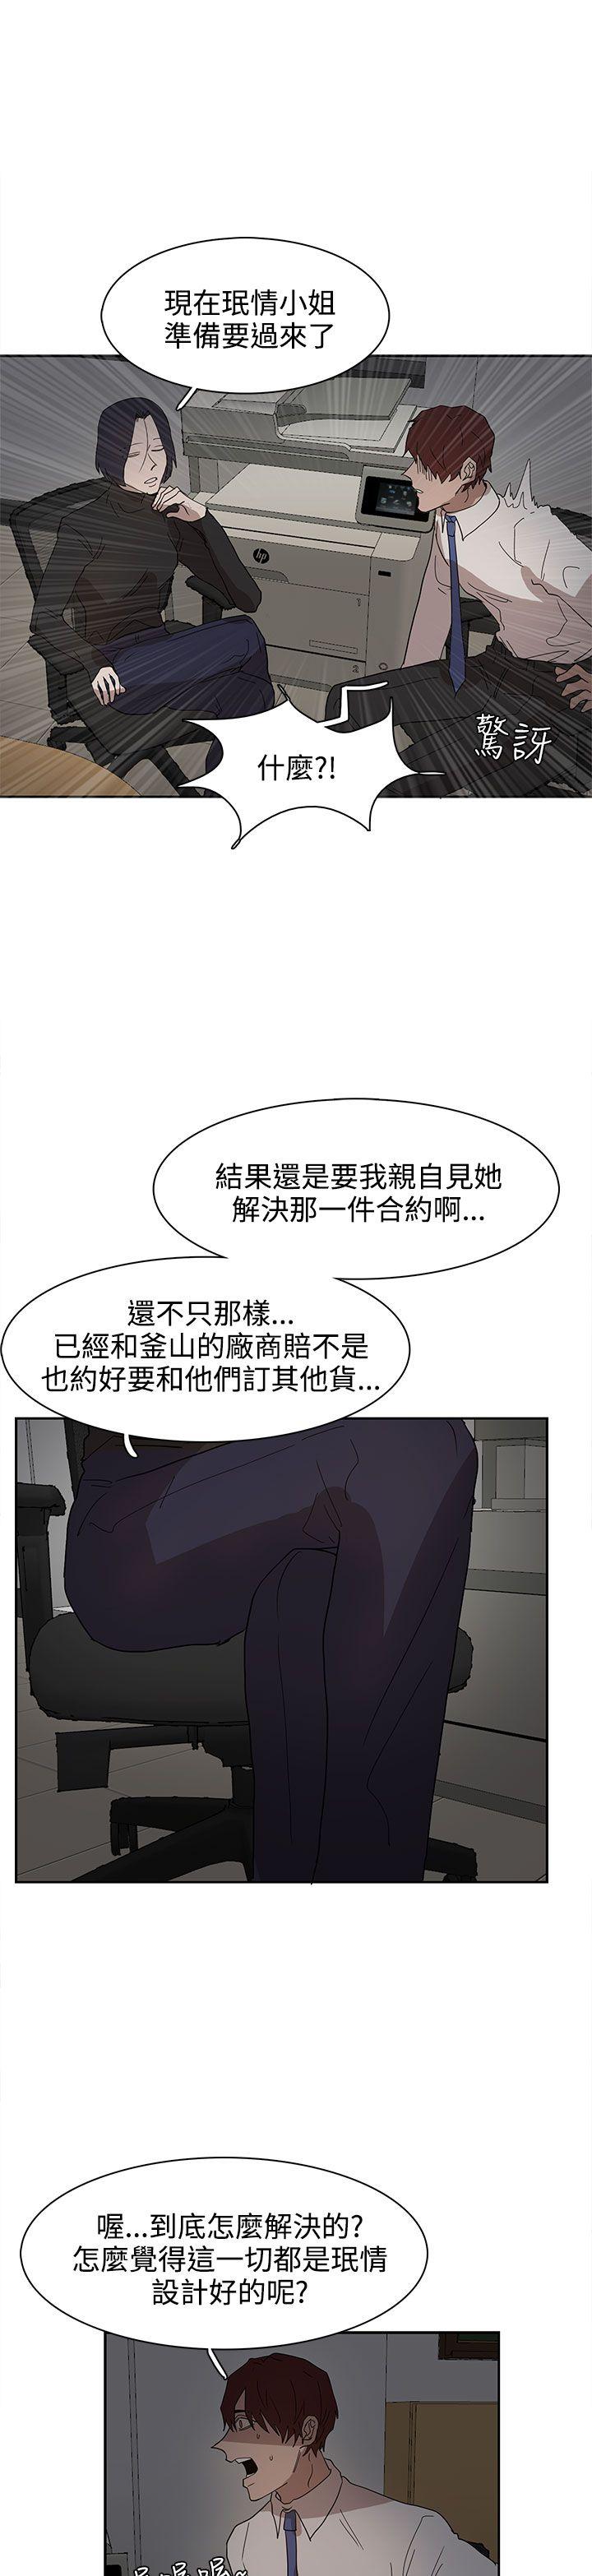 現在珉情小姐
準備要過來了
hp
1
2
驚訝
什麼?!
結果還是要我親自見她
解決那一件合約啊...
還不只那樣...
已經和釜山的廠商賠不是
也約好要和他們訂其他貨...
喔...到底怎麼解決的?
怎麼覺得這一切都是珉情
設計好的呢?